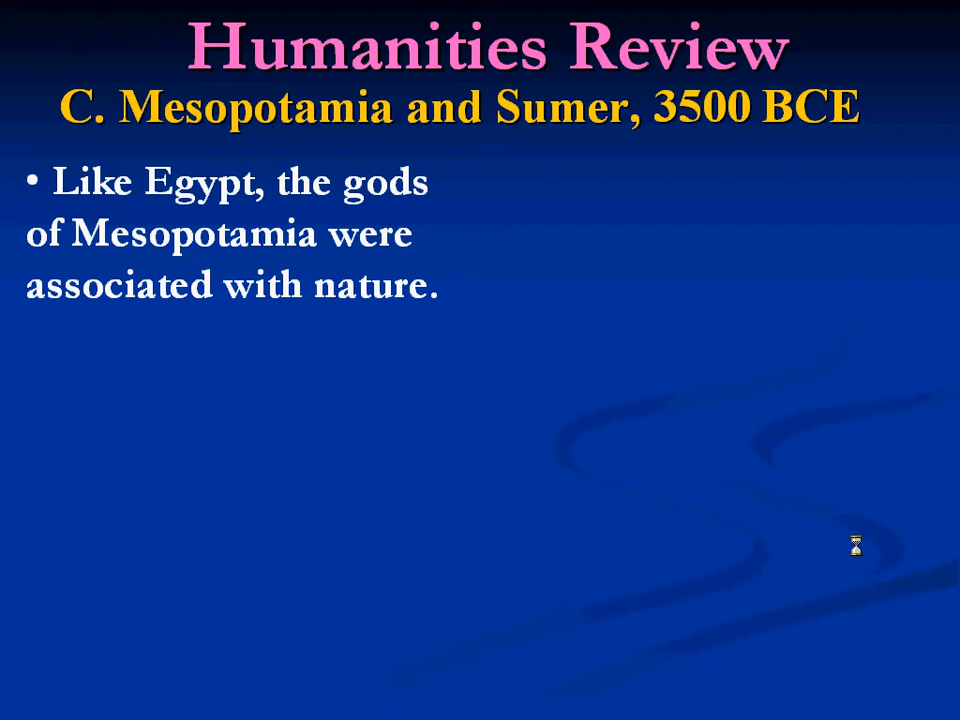 Humanities Review
C. Mesopotamia and Sumer, 3500 BCE
• Like Egypt, the gods
of Mesopotamia were
associated with nature.